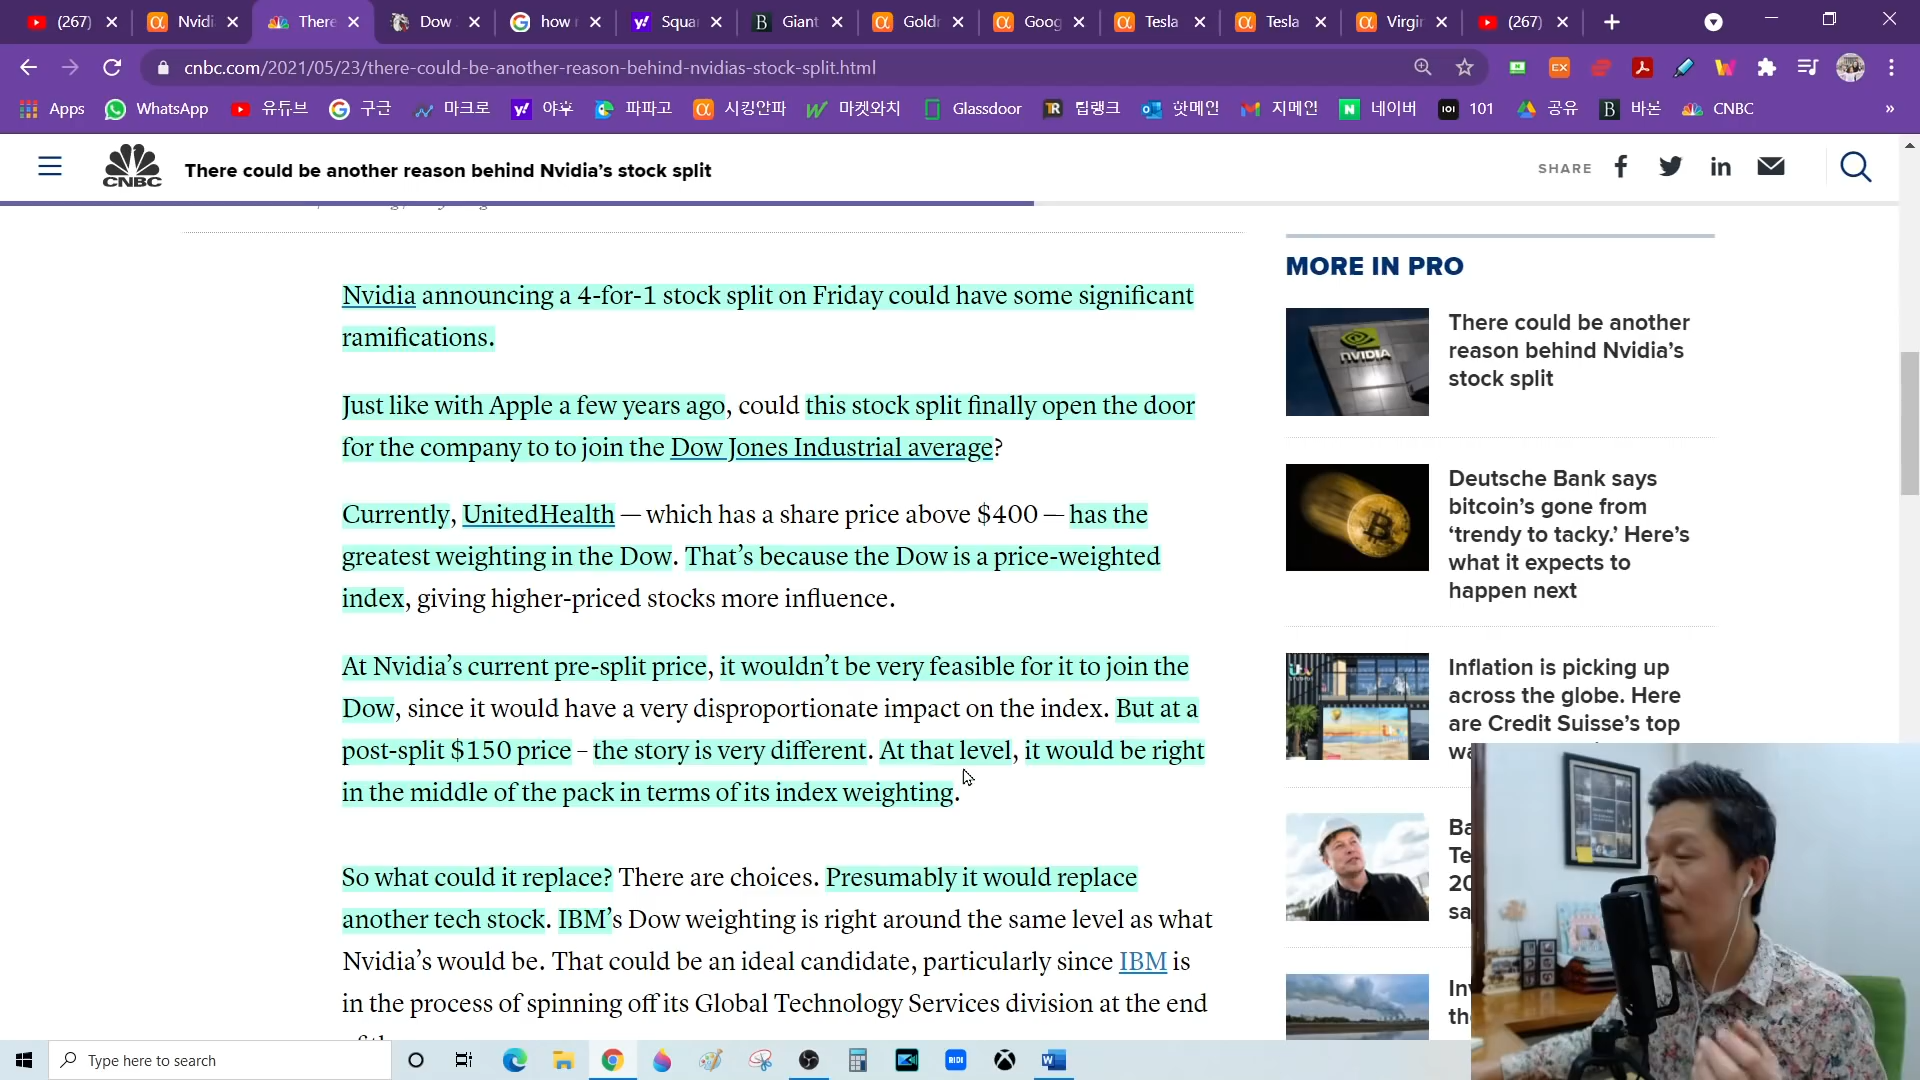 (267)
Nvidi
There
Dow
how r
Squa
Giant
Goldr
Goog
Tesla
Tesla
Virgir
(267)
cnbc.com/2021/05/23/there-could-be-another-reason-behind-nvidias-stock-split.html
Apps
WhatsApp
유튜브
구글
마크로
야후
파파고
시킹안파
마켓와치
Glassdoor
팁랭크
핫메인
지메인
네이버
101
공유
바론
CNBC
»
CNBC
There could be another reason behind Nvidia's stock split
SHARE
Nvidia announcing a 4-for-1 stock split on Friday could have some significant
ramifications.
Just like with Apple a few years ago, could this stock split finally open the door
for the company to to join the Dow Jones Industrial average?
Currently, UnitedHealth — which has a share price above $400 — has the
greatest weighting in the Dow. That's because the Dow is a price-weighted
index, giving higher-priced stocks more influence.
At Nvidia's current pre-split price, it wouldn't be very feasible for it to join the
Dow, since it would have a very disproportionate impact on the index. But at a
post-split $150 price – the story is very different. At that level, it would be right
in the middle of the pack in terms of its index weighting.
So what could it replace? There are choices. Presumably it would replace
another tech stock. IBM's Dow weighting is right around the same level as what
Nvidia's would be. That could be an ideal candidate, particularly since IBM is
in the process of spinning off its Global Technology Services division at the end
MORE IN PRO
NVIDIA
There could be another
reason behind Nvidia's
stock split
Deutsche Bank says
bitcoin's gone from
'trendy to tacky.' Here's
what it expects to
happen next
Inflation is picking up
across the globe. Here
are Credit Suisse's top
wa
Ba
Te
20
sa
Inv
the
Type here to search
RIDI